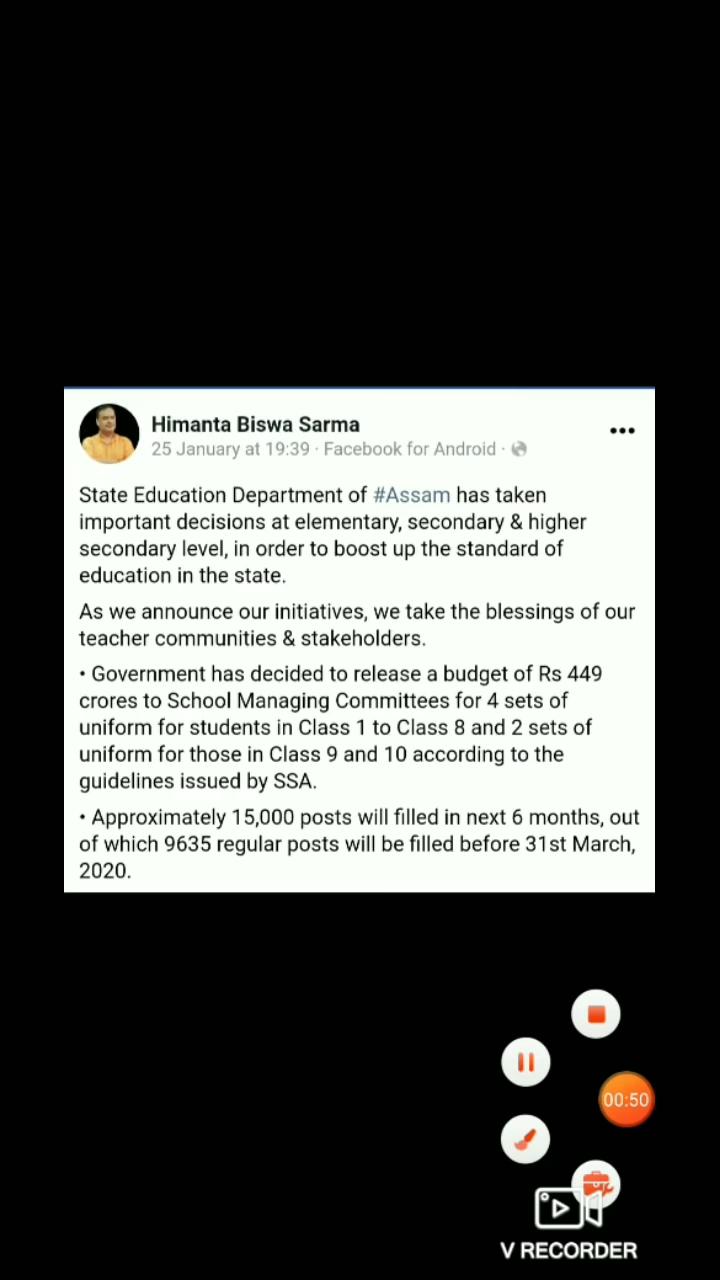 Himanta Biswa Sarma
25 January at 19:39 · Facebook for Android ·
State Education Department of #Assam has taken
important decisions at elementary, secondary & higher
secondary level, in order to boost up the standard of
education in the state.
As we announce our initiatives, we take the blessings of our
teacher communities & stakeholders.
• Government has decided to release a budget of Rs 449
crores to School Managing Committees for 4 sets of
uniform for students in Class 1 to Class 8 and 2 sets of
uniform for those in Class 9 and 10 according to the
guidelines issued by SSA.
• Approximately 15,000 posts will filled in next 6 months, out
of which 9635 regular posts will be filled before 31st March,
2020.
00:50
V RECORDER